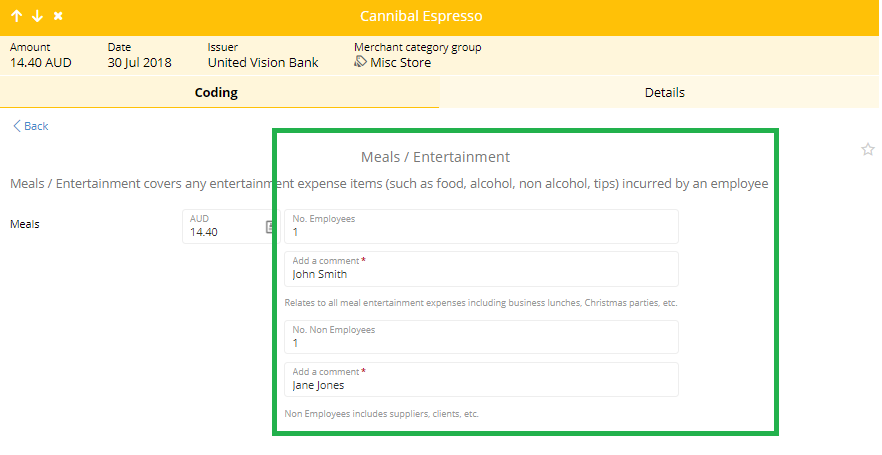 Cannibal Espresso
Amount Date Issuer Merchant category group
14.40 AUD 30 Jul 2018 United Vision Bank Misc Store
Coding Details
Back
Meals / Entertainment
Meals / Entertainment covers any entertainment expense items (such as food, alcohol, non alcohol, tips) incurred by an employee
Meals
AUD
14.40
No. Employees
1
Add a comment *
John Smith
Relates to all meal entertainment expenses including business lunches, Christmas parties, etc.
No. Non Employees
1
Add a comment *
Jane Jones
Non Employees includes suppliers, clients, etc.